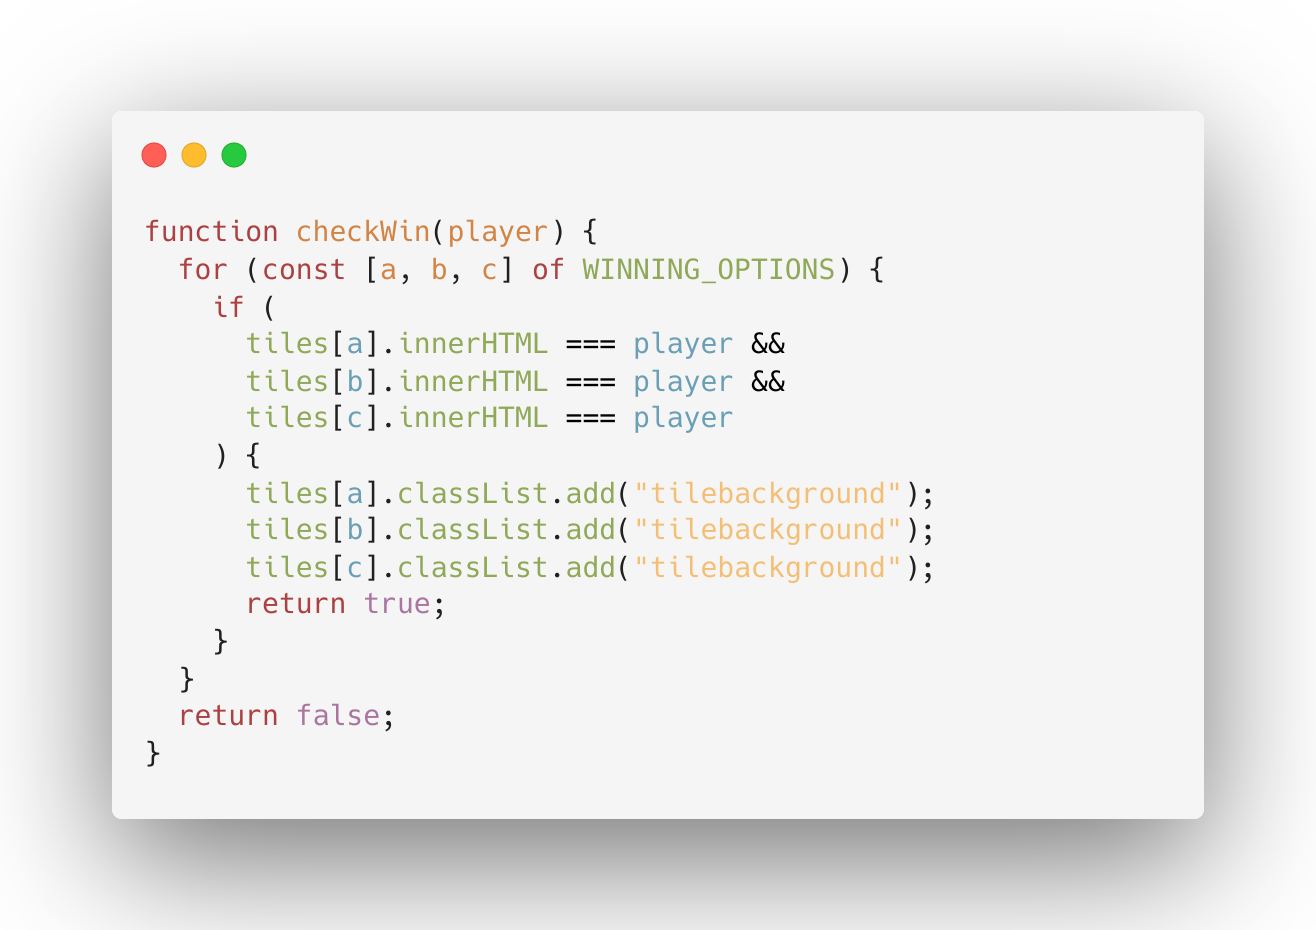 function checkWin(player) {
  for (const [a, b, c] of WINNING_OPTIONS) {
    if (
      tiles[a].innerHTML === player &&
      tiles[b].innerHTML === player &&
      tiles[c].innerHTML === player
    ) {
      tiles[a].classList.add("tilebackground");
      tiles[b].classList.add("tilebackground");
      tiles[c].classList.add("tilebackground");
      return true;
    }
  }
  return false;
}